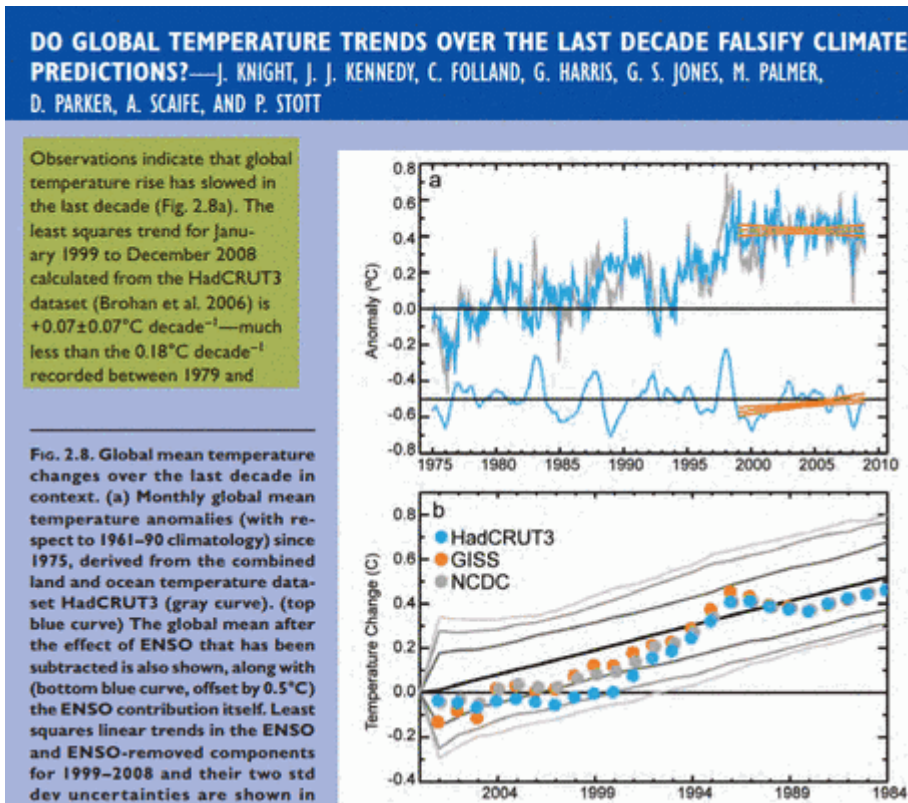 DO GLOBAL TEMPERATURE TRENDS OVER THE LAST DECADE FALSIFY CLIMATE
PREDICTIONS?—J. KNIGHT, J. J. KENNEDY, C. FOLLAND, G. HARRIS, G. S. JONES, M. PALMER,
D. PARKER, A. SCAIFE, AND P. STOTT
Observations indicate that global
temperature rise has slowed in
the last decade (Fig. 2.8a). The
least squares trend for Janu-
ary 1999 to December 2008
calculated from the HadCRUT3
dataset (Brohan et al. 2006) is
+0.07±0.07°C decade⁻¹—much
less than the 0.18°C decade⁻¹
recorded between 1979 and
FIG. 2.8. Global mean temperature
changes over the last decade in
context. (a) Monthly global mean
temperature anomalies (with re-
spect to 1961–90 climatology) since
1975, derived from the combined
land and ocean temperature data-
set HadCRUT3 (gray curve). (top
blue curve) The global mean after
the effect of ENSO that has been
subtracted is also shown, along with
(bottom blue curve, offset by 0.5°C)
the ENSO contribution itself. Least
squares linear trends in the ENSO
and ENSO-removed components
for 1999–2008 and their two std
dev uncertainties are shown in
a
Anomaly (°C)
0.8
0.4
0.2
0.0
-0.2
-0.4
-0.6
-0.8
1975 1980 1985 1990 1995 2000 2005 2010
b
HadCRUT3
GISS
NCDC
Temperature Change (C)
0.8
0.6
0.4
0.2
0.0
-0.2
-0.4
2004 1999 1994 1989 1984